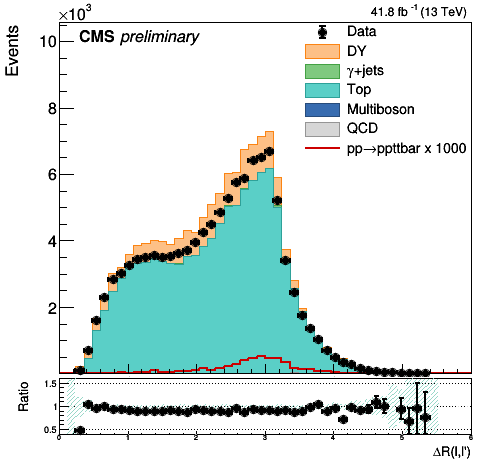 ×10³
41.8 fb⁻¹ (13 TeV)
CMS preliminary
Events
10
8
6
4
2
Data
DY
γ+jets
Top
Multiboson
QCD
pp→ppttbar x 1000
Ratio
1.5
1
0.5
0 1 2 3 4 5 6
ΔR(l,l')